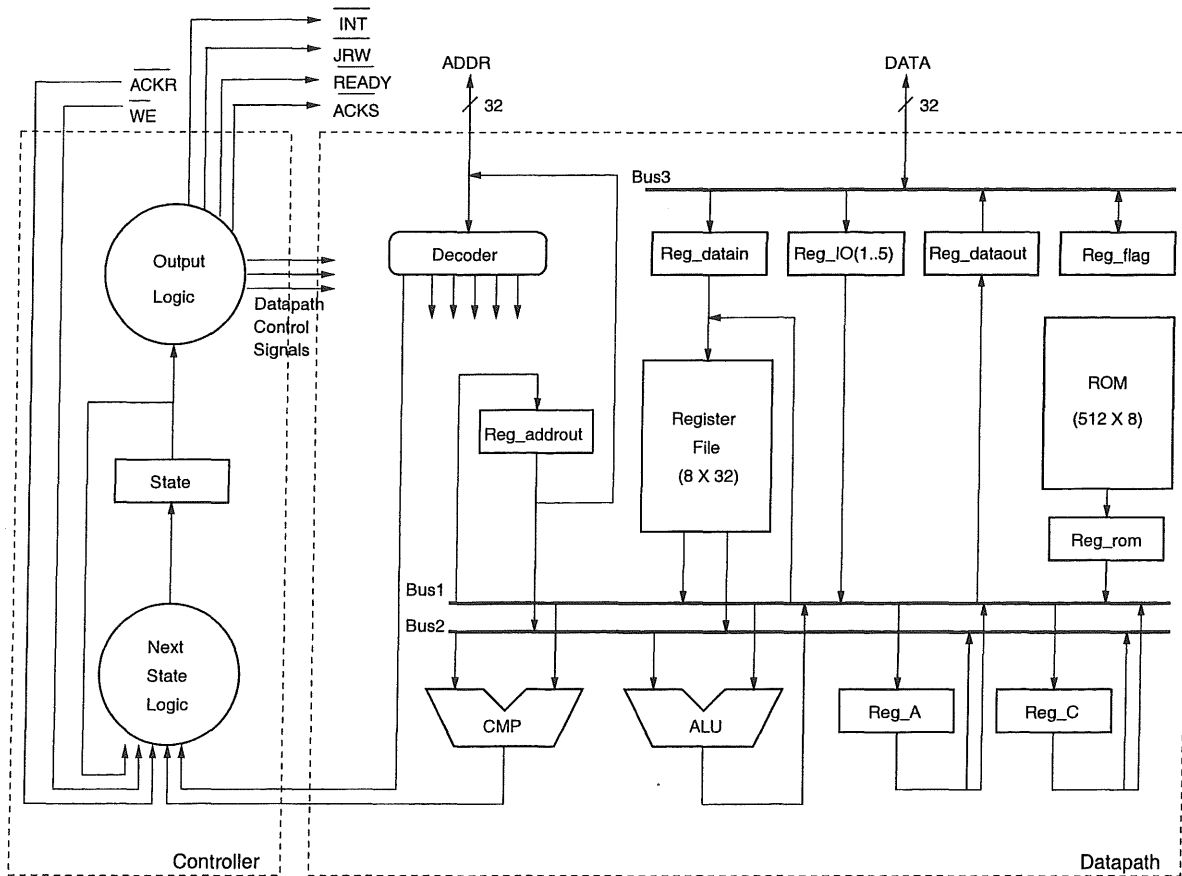 INT
JRW
READY
ACKS
ACKR
WE
ADDR
32
DATA
32
Bus3
Output
Logic
Datapath
Control
Signals
Decoder
Reg_datain
Reg_IO(1..5)
Reg_dataout
Reg_flag
Reg_addrout
Register
File
(8 X 32)
ROM
(512 X 8)
Reg_rom
State
Bus1
Bus2
Next
State
Logic
CMP
ALU
Reg_A
Reg_C
Controller
Datapath